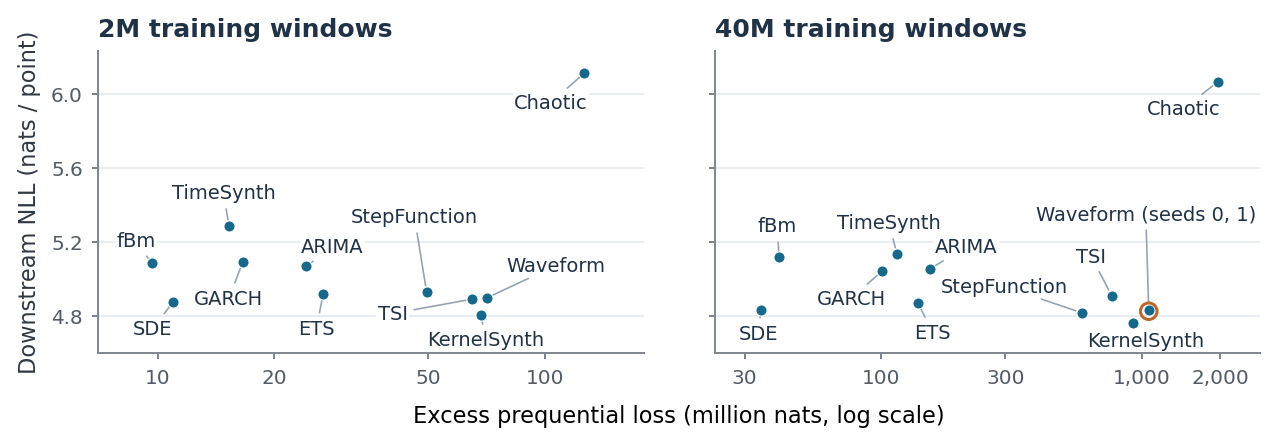 2M training windows
40M training windows
Downstream NLL (nats / point)
6.0
5.6
5.2
4.8
Chaotic
TimeSynth
StepFunction
fBm
ARIMA
Waveform
GARCH
TSI
SDE
ETS
KernelSynth
10
20
50
100
Chaotic
Waveform (seeds 0, 1)
fBm
TimeSynth
ARIMA
TSI
StepFunction
GARCH
SDE
ETS
KernelSynth
30
100
300
1,000
2,000
Excess prequential loss (million nats, log scale)